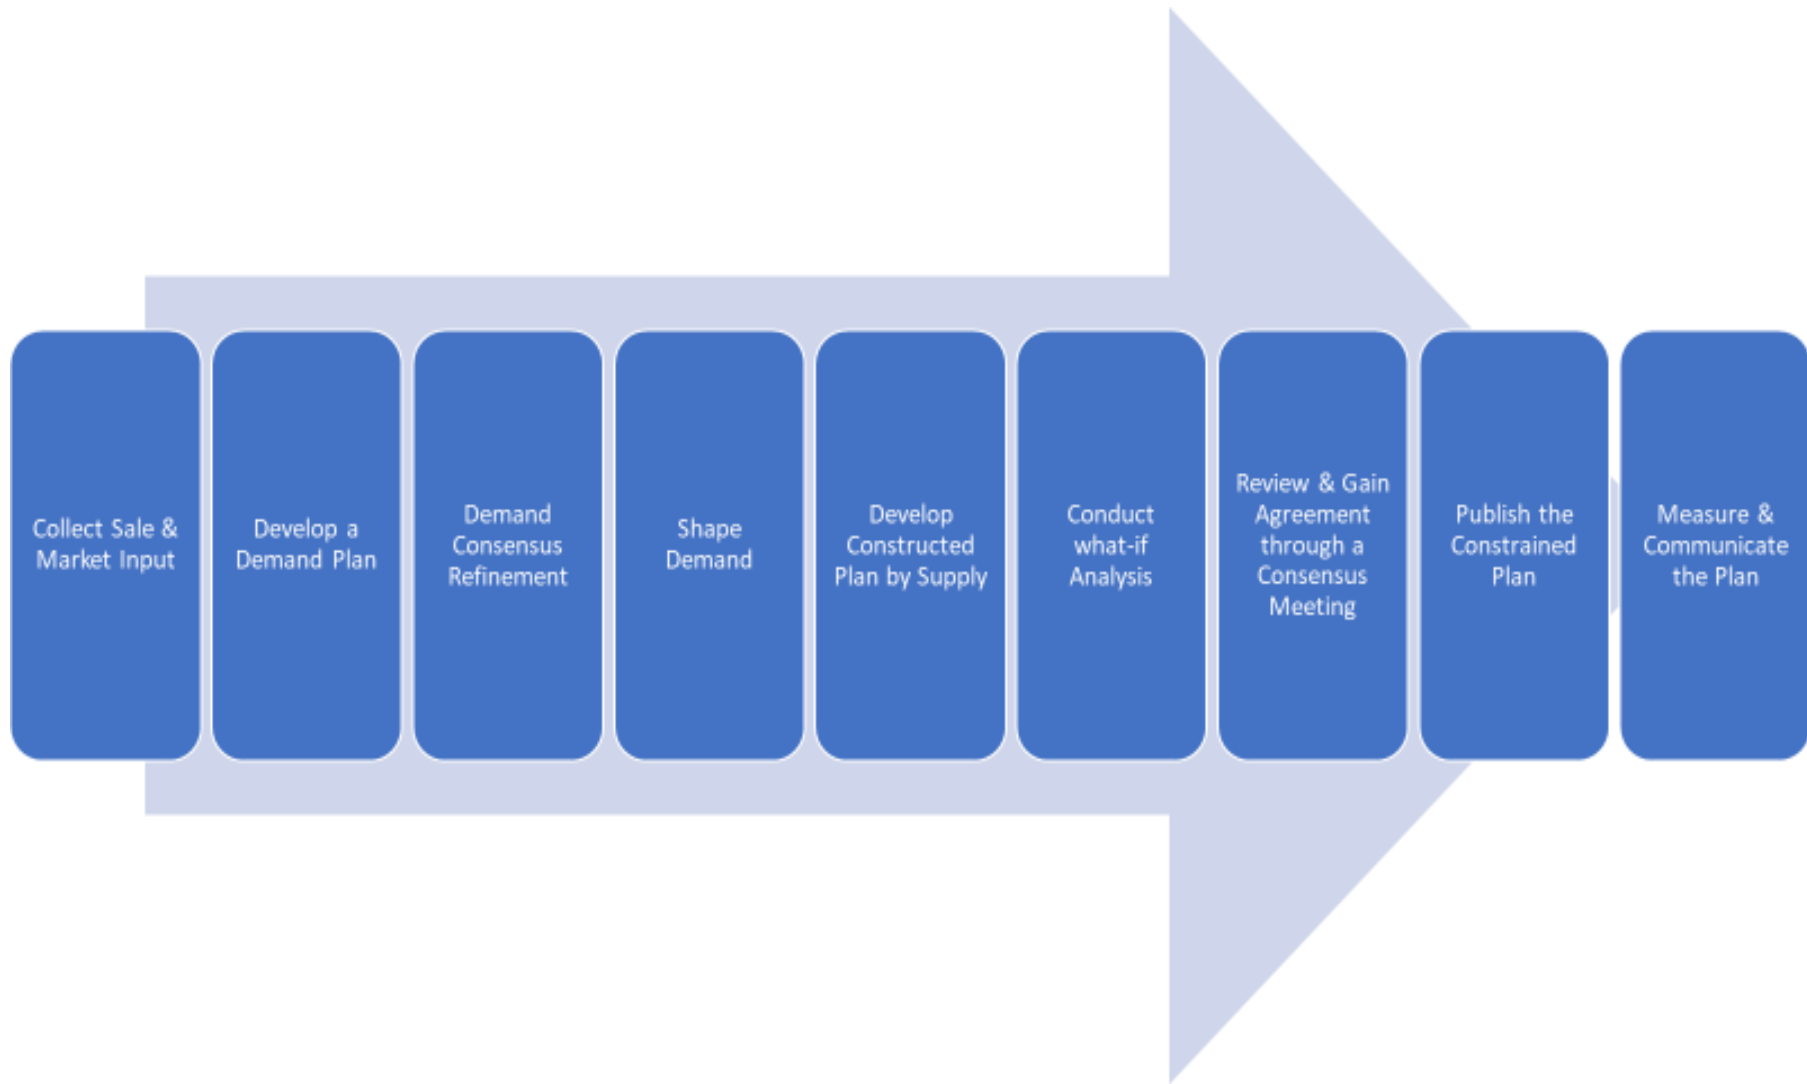 Collect Sale &
Market Input
Develop a
Demand Plan
Demand
Consensus
Refinement
Shape
Demand
Develop
Constructed
Plan by Supply
Conduct
what-if
Analysis
Review & Gain
Agreement
through a
Consensus
Meeting
Publish the
Constrained
Plan
Measure &
Communicate
the Plan